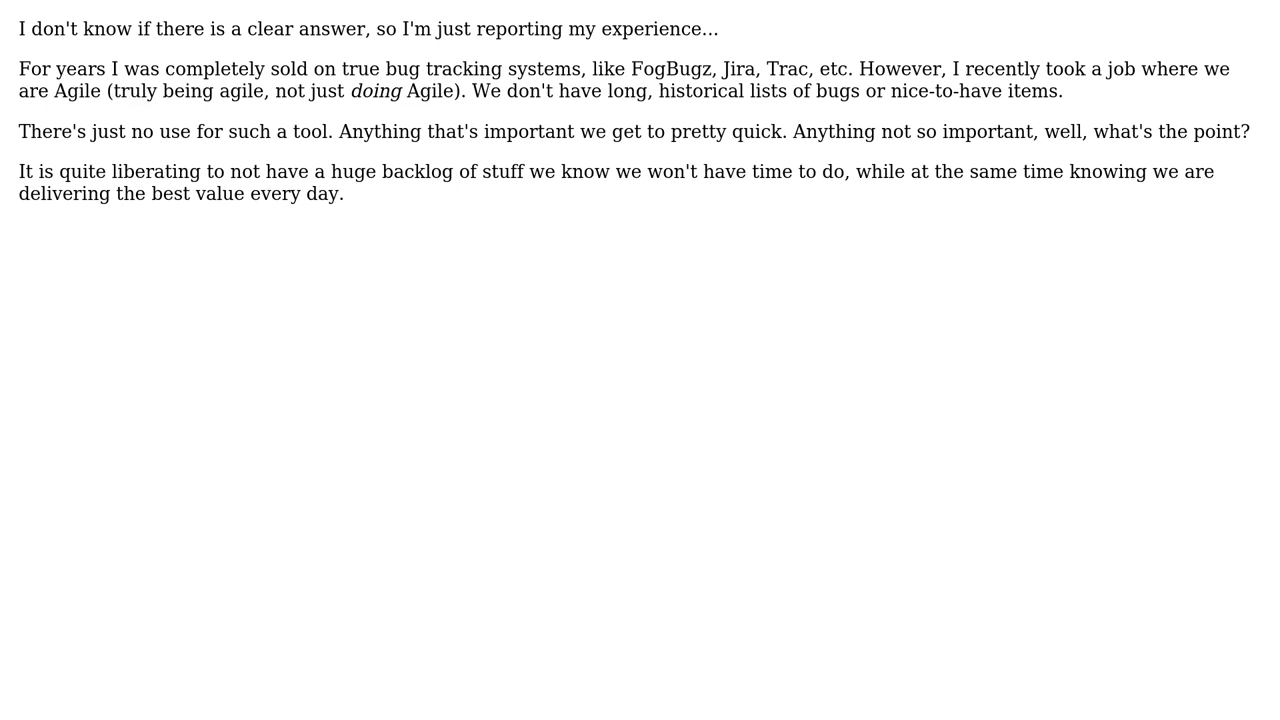 I don't know if there is a clear answer, so I'm just reporting my experience...
For years I was completely sold on true bug tracking systems, like FogBugz, Jira, Trac, etc. However, I recently took a job where we
are Agile (truly being agile, not just doing Agile). We don't have long, historical lists of bugs or nice-to-have items.
There's just no use for such a tool. Anything that's important we get to pretty quick. Anything not so important, well, what's the point?
It is quite liberating to not have a huge backlog of stuff we know we won't have time to do, while at the same time knowing we are
delivering the best value every day.